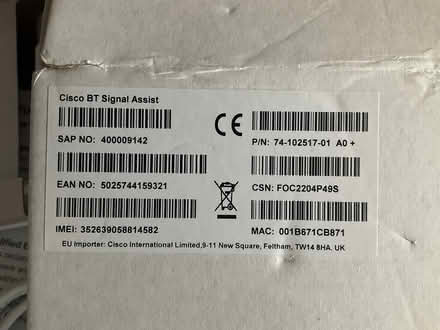 Cisco BT Signal Assist
CE
SAP NO: 400009142
P/N: 74-102517-01 A0 +
EAN NO: 5025744159321
CSN: FOC2204P49S
IMEI: 352639058814582
MAC: 001B671CB871
EU Importer: Cisco International Limited,9-11 New Square, Feltham, TW14 8HA. UK